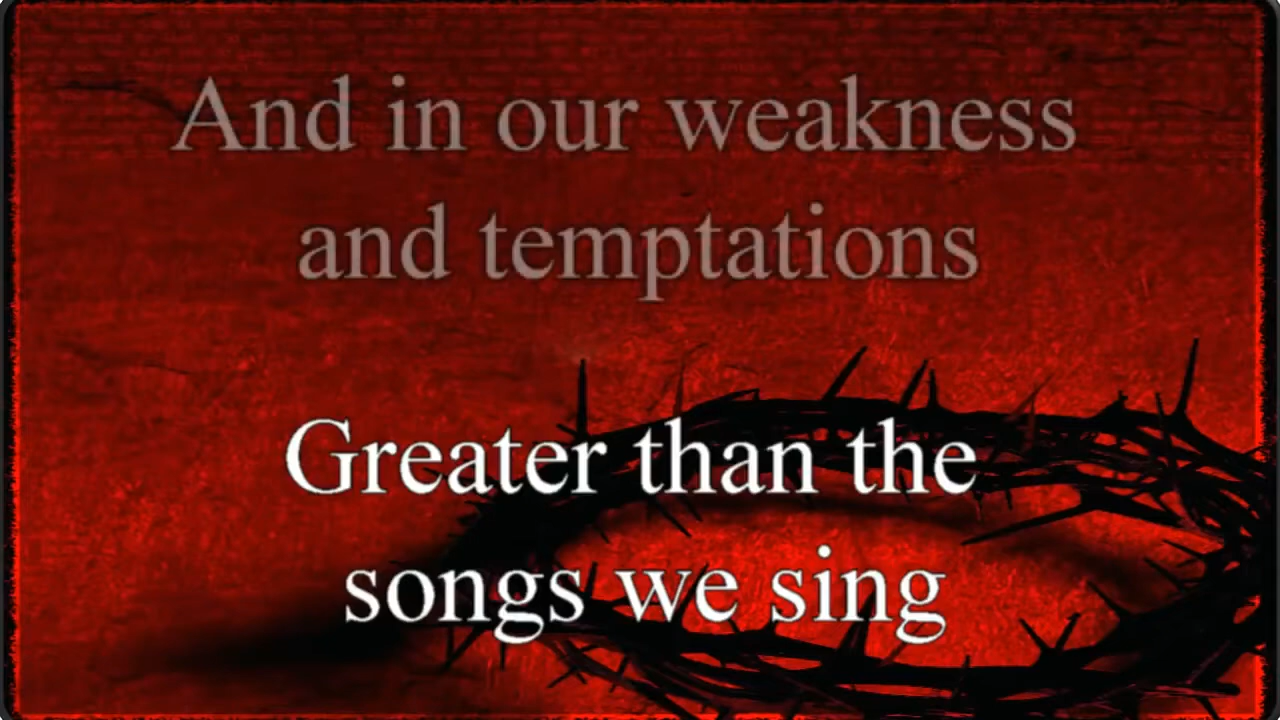 And in our weakness
and temptations
Greater than the
songs we sing